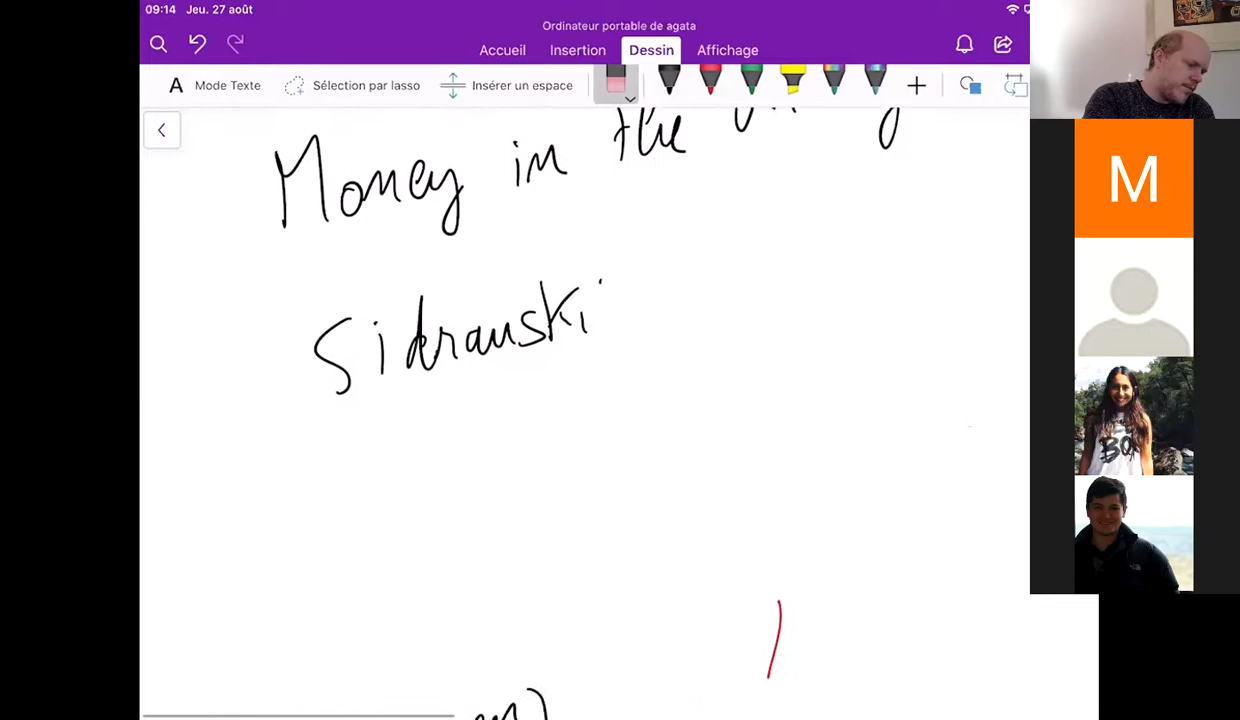 09:14 Jeu. 27 août
Ordinateur portable de agata
Accueil Insertion Dessin Affichage
A Mode Texte Sélection par lasso Insérer un espace
Money in the
Sidrauski
M
BQ